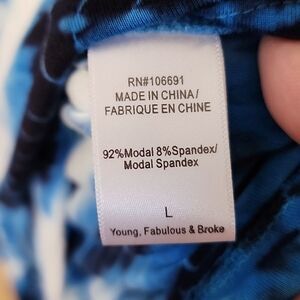 RN#106691
MADE IN CHINA/
FABRIQUE EN CHINE
92%Modal 8%Spandex/
Modal Spandex
L
Young, Fabulous & Broke